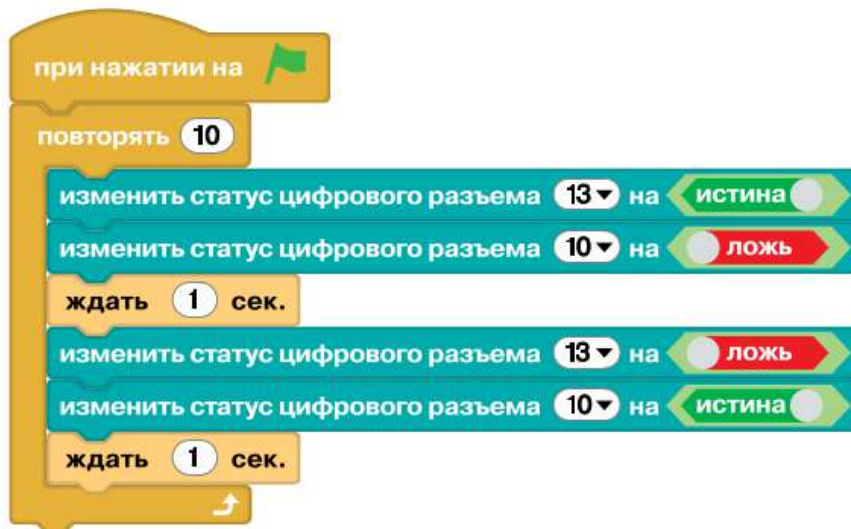 при нажатии на
повторять 10
изменить статус цифрового разъема 13 на истина
изменить статус цифрового разъема 10 на ложь
ждать 1 сек.
изменить статус цифрового разъема 13 на ложь
изменить статус цифрового разъема 10 на истина
ждать 1 сек.